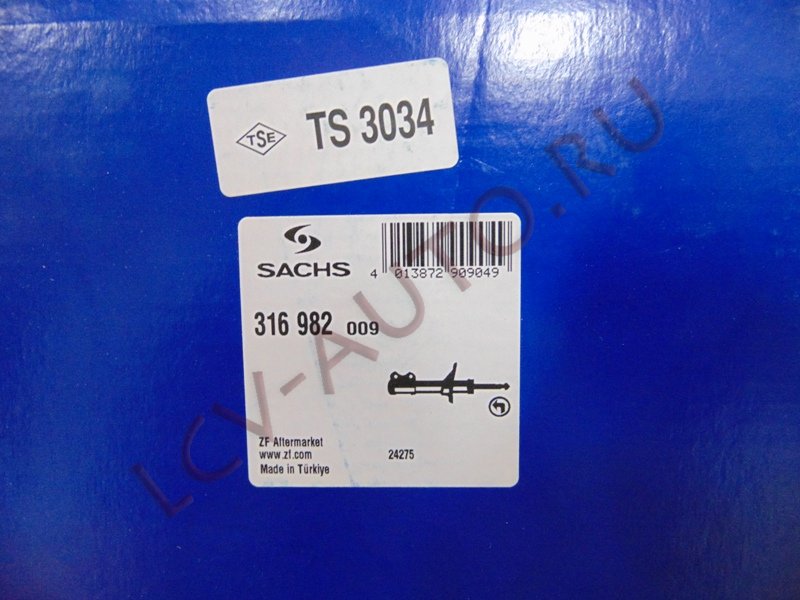 TSE TS 3034
SACHS
4 013872 909049
316 982 009
ZF Aftermarket
www.zf.com
Made in Türkiye
24275
LCV-AUTO.RU